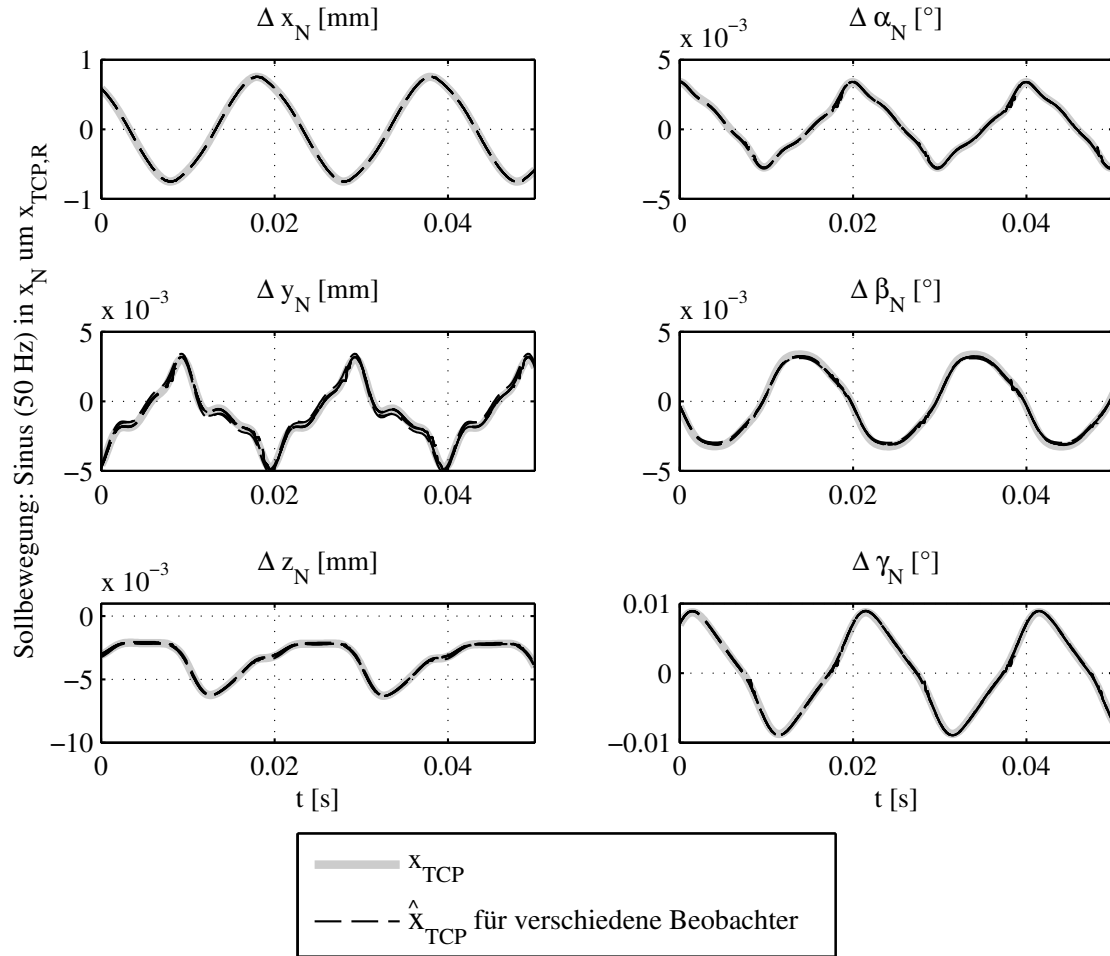 Sollbewegung: Sinus (50 Hz) in x_N um x_TCP,R
Δ x_N [mm]
1
0
−1
0 0.02 0.04
Δ α_N [°]
x 10^−3
5
0
−5
0 0.02 0.04
Δ y_N [mm]
x 10^−3
5
0
−5
0 0.02 0.04
Δ β_N [°]
x 10^−3
5
0
−5
0 0.02 0.04
Δ z_N [mm]
x 10^−3
0
−5
−10
0 0.02 0.04
t [s]
Δ γ_N [°]
0.01
0
−0.01
0 0.02 0.04
t [s]
x_TCP
x̂_TCP für verschiedene Beobachter